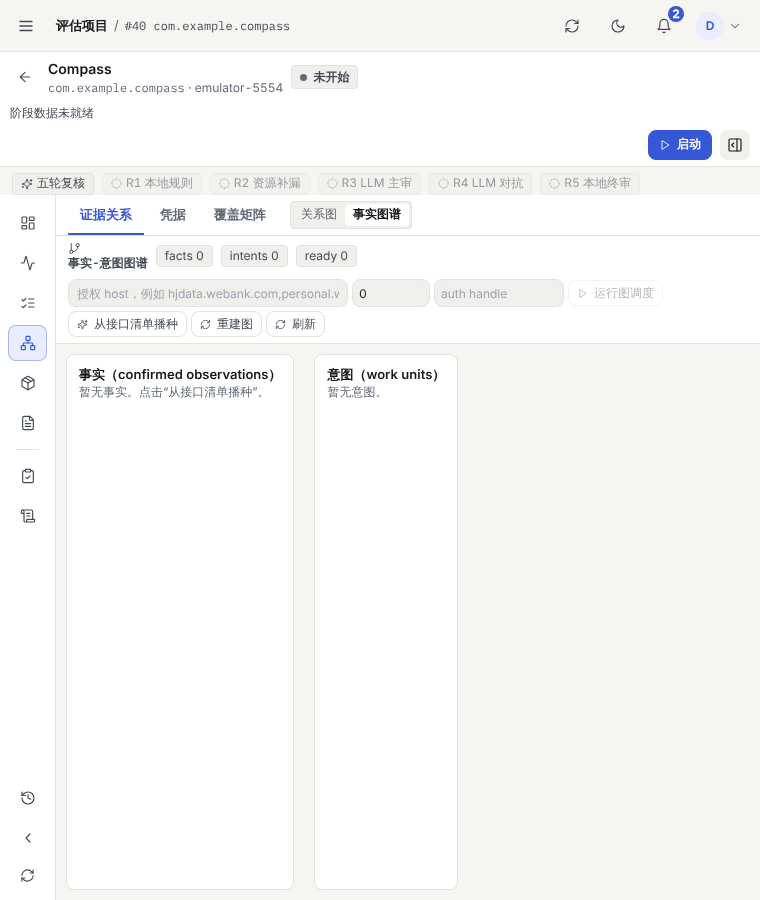 评估项目 / #40 com.example.compass
2
D
Compass
com.example.compass · emulator-5554
未开始
阶段数据未就绪
启动
五轮复核 R1 本地规则 R2 资源补漏 R3 LLM 主审 R4 LLM 对抗 R5 本地终审
证据关系 凭据 覆盖矩阵 关系图 事实图谱
事实-意图图谱 facts 0 intents 0 ready 0
授权 host，例如 hjdata.webank.com,personal.v 0 auth handle 运行图调度
从接口清单播种 重建图 刷新
事实（confirmed observations） 意图（work units）
暂无事实。点击“从接口清单播种”。 暂无意图。